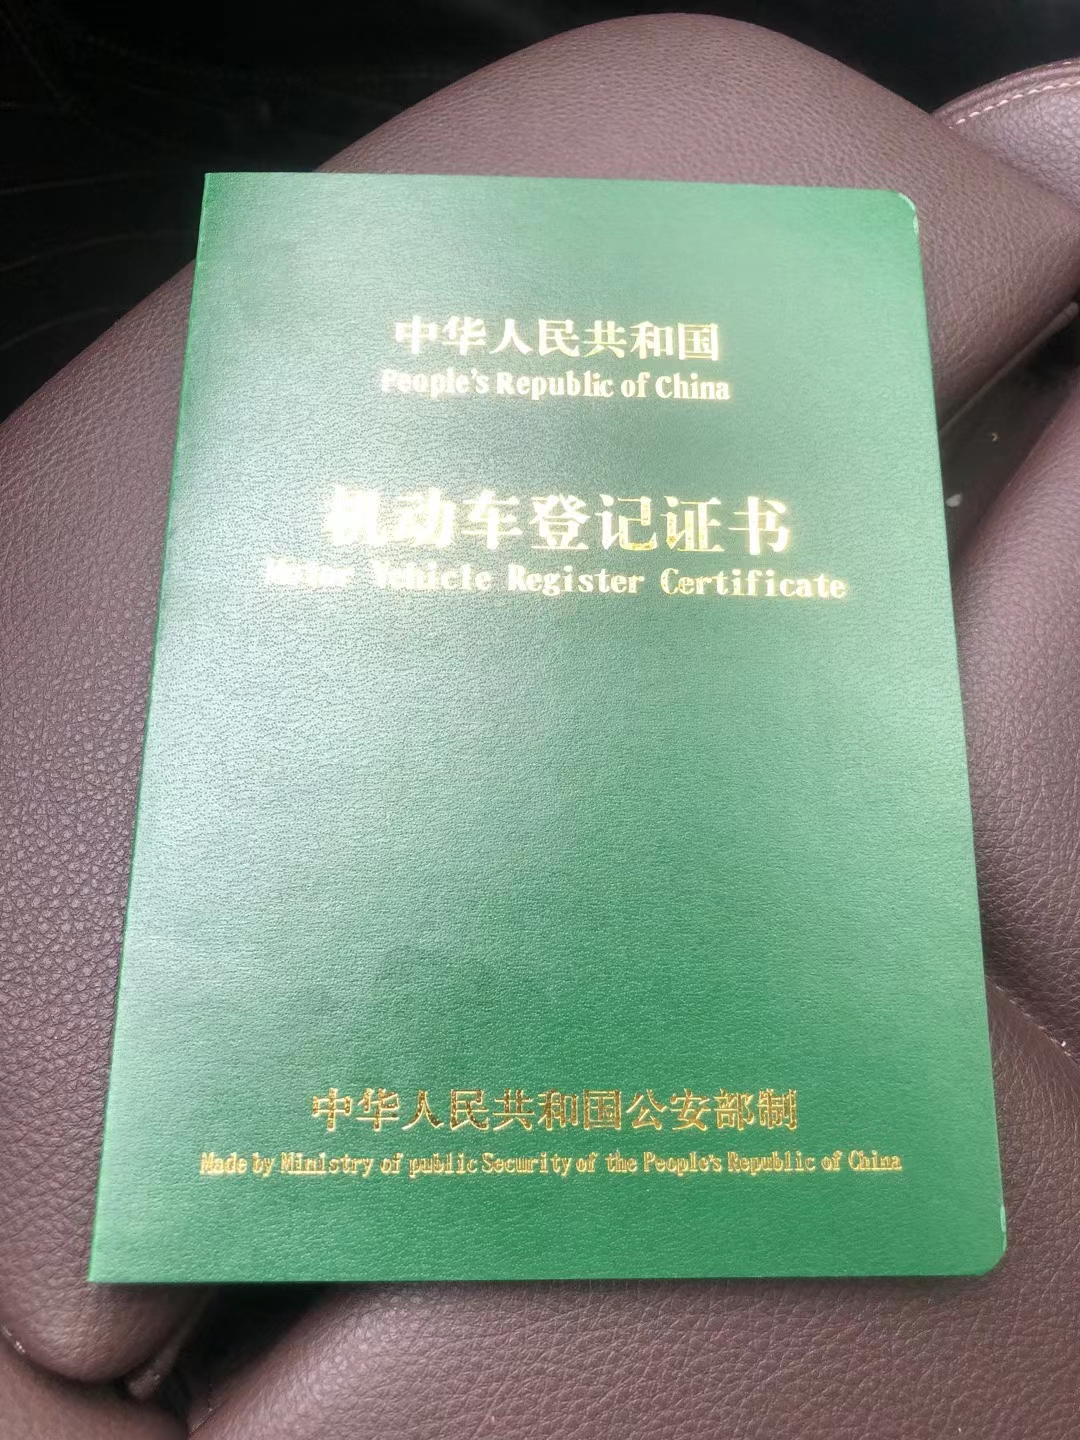 中华人民共和国
People's Republic of China
机动车登记证书
Motor Vehicle Register Certificate
中华人民共和国公安部制
Made by Ministry of public Security of the People's Republic of China